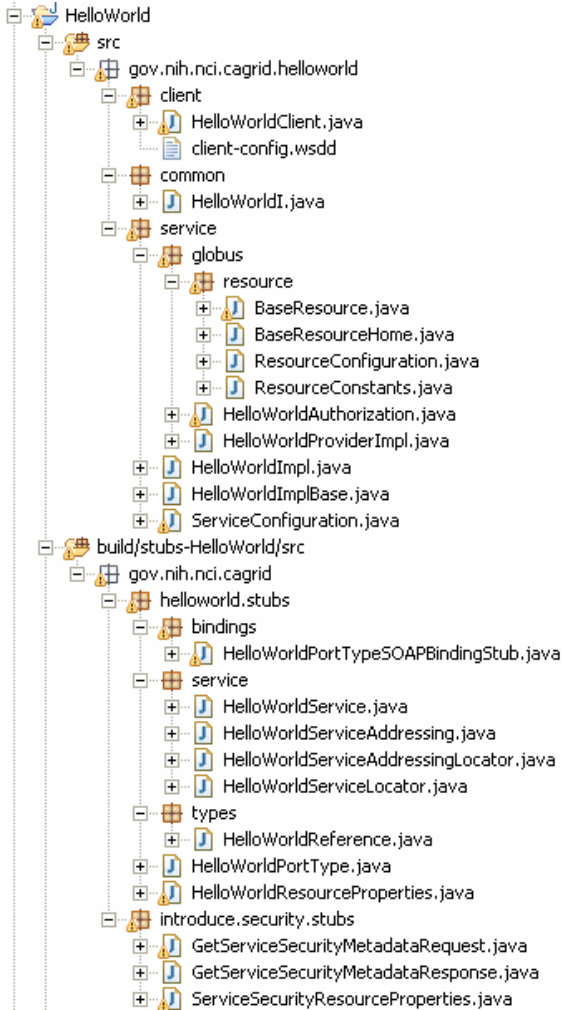 HelloWorld
src
gov.nih.nci.cagrid.helloworld
client
HelloWorldClient.java
client-config.wsdd
common
HelloWorldI.java
service
globus
resource
BaseResource.java
BaseResourceHome.java
ResourceConfiguration.java
ResourceConstants.java
HelloWorldAuthorization.java
HelloWorldProviderImpl.java
HelloWorldImpl.java
HelloWorldImplBase.java
ServiceConfiguration.java
build/stubs-HelloWorld/src
gov.nih.nci.cagrid
helloworld.stubs
bindings
HelloWorldPortTypeSOAPBindingStub.java
service
HelloWorldService.java
HelloWorldServiceAddressing.java
HelloWorldServiceAddressingLocator.java
HelloWorldServiceLocator.java
types
HelloWorldReference.java
HelloWorldPortType.java
HelloWorldResourceProperties.java
introduce.security.stubs
GetServiceSecurityMetadataRequest.java
GetServiceSecurityMetadataResponse.java
ServiceSecurityResourceProperties.java